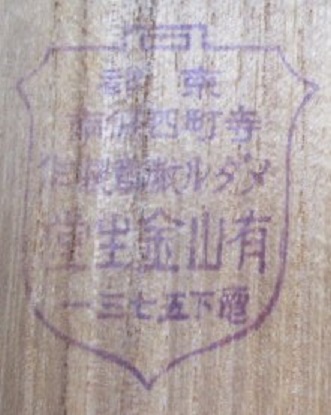 京都
寺町四條南
メダル徽章製作
有山金生堂
電下五七三一